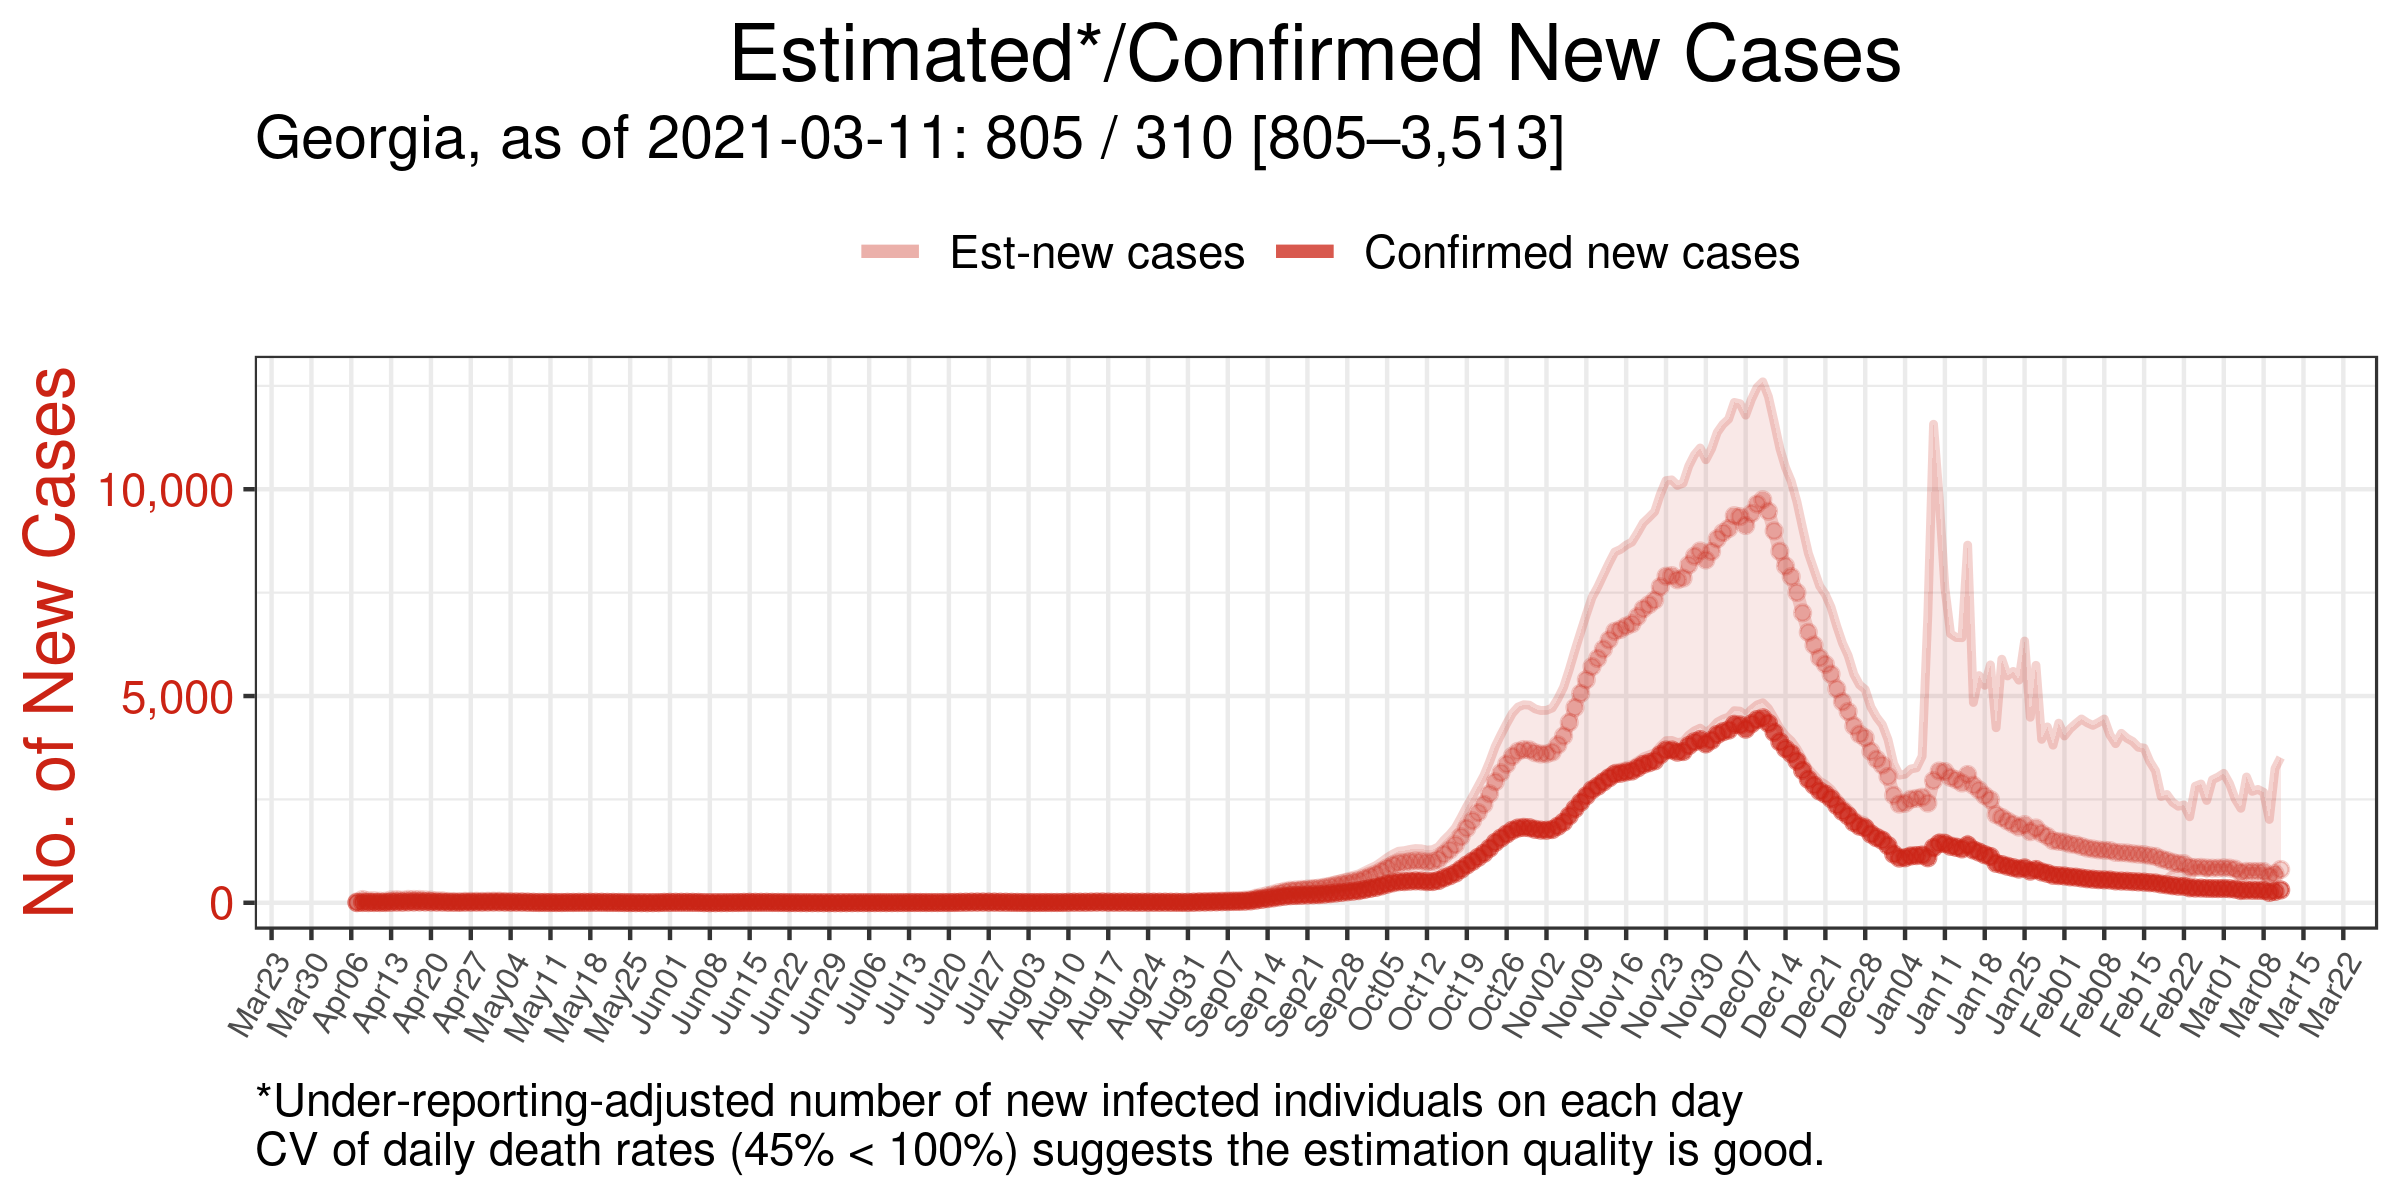 Estimated*/Confirmed New Cases
Georgia, as of 2021-03-11: 805 / 310 [805–3,513]
Est-new cases Confirmed new cases
No. of New Cases
10,000
5,000
0
Mar23 Mar30 Apr06 Apr13 Apr20 Apr27 May04 May11 May18 May25 Jun01 Jun08 Jun15 Jun22 Jun29 Jul06 Jul13 Jul20 Jul27 Aug03 Aug10 Aug17 Aug24 Aug31 Sep07 Sep14 Sep21 Sep28 Oct05 Oct12 Oct19 Oct26 Nov02 Nov09 Nov16 Nov23 Nov30 Dec07 Dec14 Dec21 Dec28 Jan04 Jan11 Jan18 Jan25 Feb01 Feb08 Feb15 Feb22 Mar01 Mar08 Mar15 Mar22
*Under-reporting-adjusted number of new infected individuals on each day
CV of daily death rates (45% < 100%) suggests the estimation quality is good.